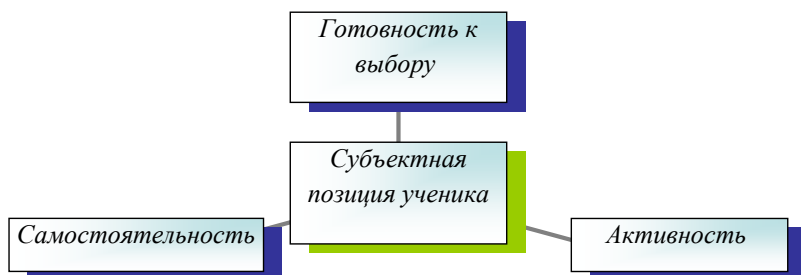 Готовность к
выбору
Субъектная
позиция ученика
Самостоятельность
Активность